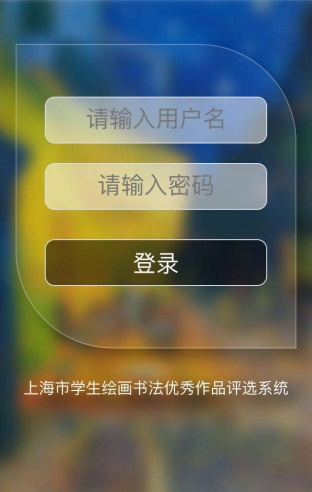 请输入用户名
请输入密码
登录
上海市学生绘画书法优秀作品评选系统